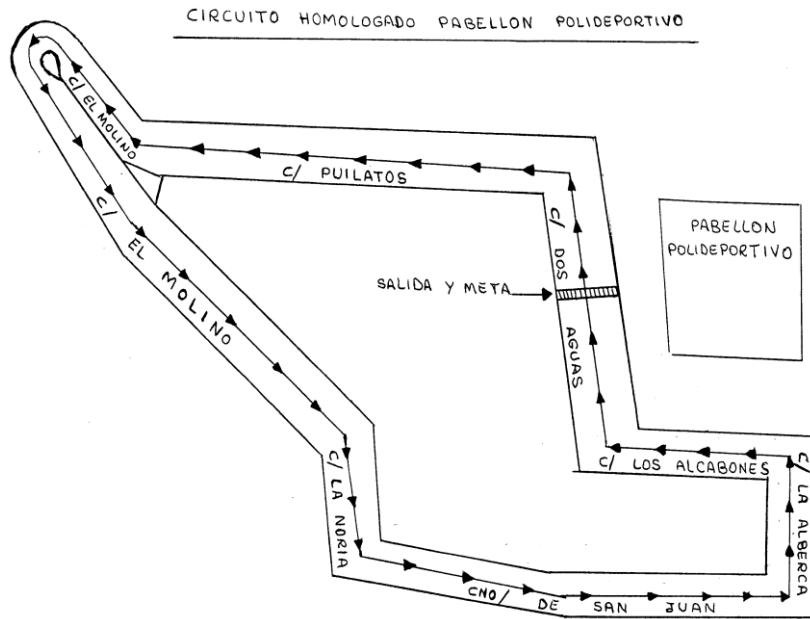 CIRCUITO HOMOLOGADO PABELLON POLIDEPORTIVO
C/ EL MOLINO
C/ PUILATOS
C/ DOS AGUAS
PABELLON
POLIDEPORTIVO
SALIDA Y META
C/ EL MOLINO
C/ LA NORIA
C/ LOS ALCABONES
C/ LA ALBERCA
CNO/ DE SAN JUAN